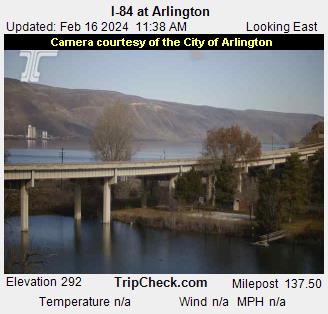 I-84 at Arlington
Updated: Feb 16 2024 11:38 AM Looking East
Camera courtesy of the City of Arlington
Elevation 292 TripCheck.com Milepost 137.50
Temperature n/a Wind n/a MPH n/a